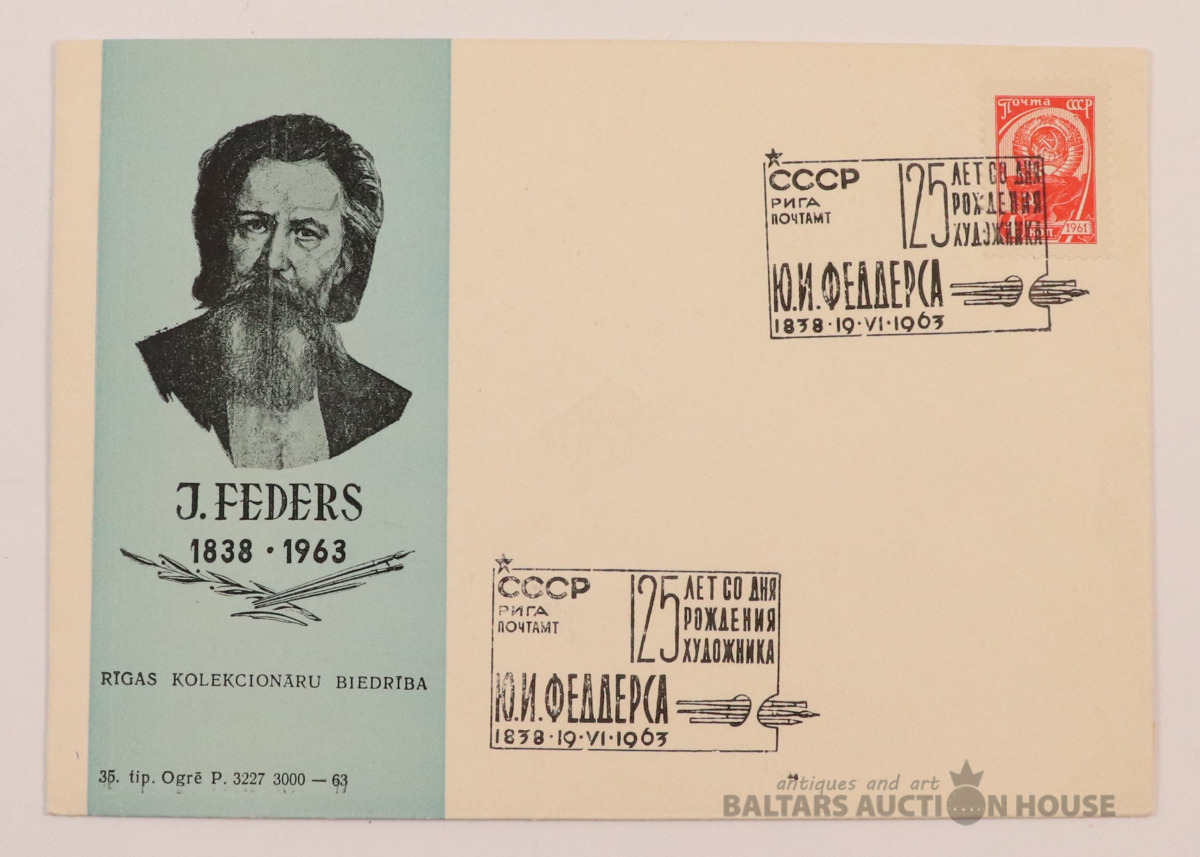 J. FEDERS
1838 · 1963
RĪGAS KOLEKCIONĀRU BIEDRĪBA
35. tip. Ogrē P. 3227 3000 — 63
Почта СССР
КОП. 1961
СССР
РИГА
ПОЧТАМТ
125 ЛЕТ СО ДНЯ
РОЖДЕНИЯ
ХУДОЖНИКА
Ю.И.ФЕДДЕРСА
1838·19·VI·1963
СССР
РИГА
ПОЧТАМТ
125 ЛЕТ СО ДНЯ
РОЖДЕНИЯ
ХУДОЖНИКА
Ю.И.ФЕДДЕРСА
1838·19·VI·1963
antiques and art
BALTARS AUCTION HOUSE